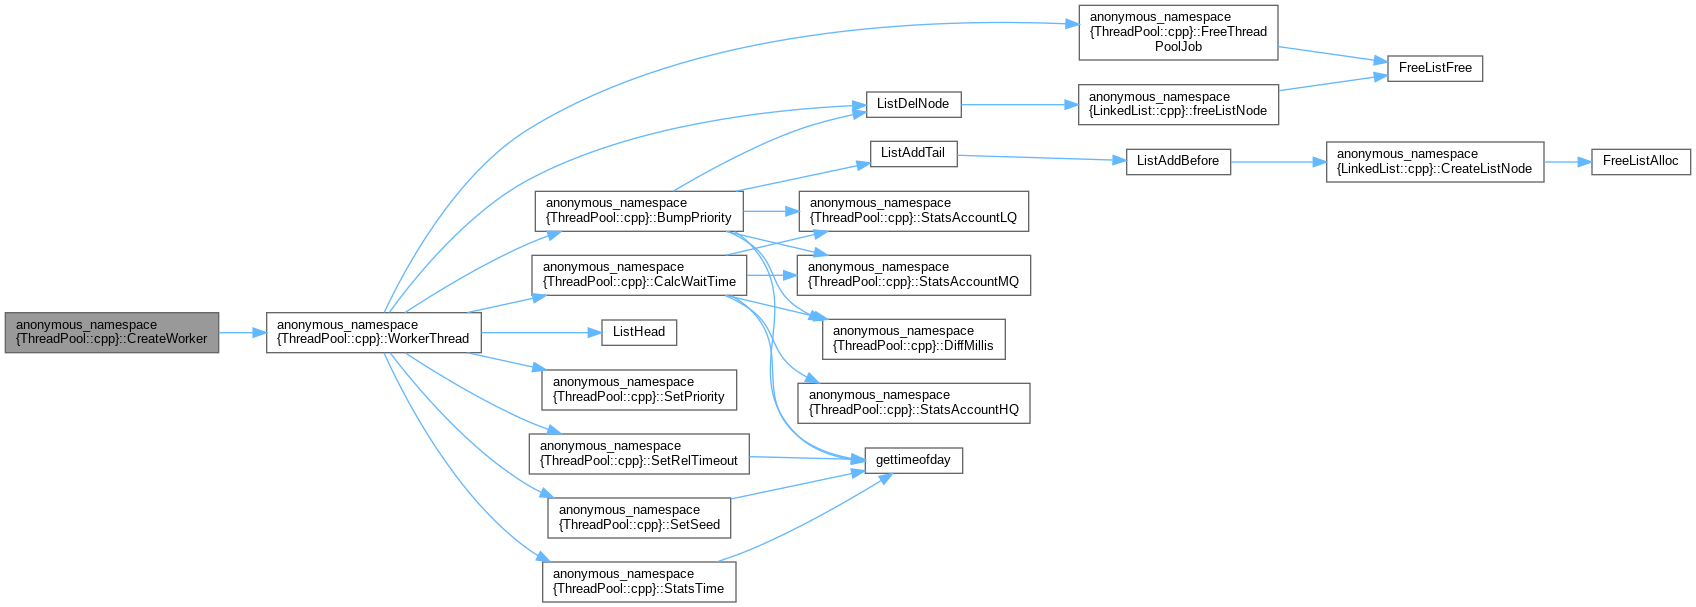 anonymous_namespace
{ThreadPool::cpp}::CreateWorker
anonymous_namespace
{ThreadPool::cpp}::WorkerThread
anonymous_namespace
{ThreadPool::cpp}::FreeThread
PoolJob
FreeListFree
ListDelNode
anonymous_namespace
{LinkedList::cpp}::freeListNode
ListAddTail
ListAddBefore
anonymous_namespace
{LinkedList::cpp}::CreateListNode
FreeListAlloc
anonymous_namespace
{ThreadPool::cpp}::BumpPriority
anonymous_namespace
{ThreadPool::cpp}::StatsAccountLQ
anonymous_namespace
{ThreadPool::cpp}::CalcWaitTime
anonymous_namespace
{ThreadPool::cpp}::StatsAccountMQ
ListHead
anonymous_namespace
{ThreadPool::cpp}::DiffMillis
anonymous_namespace
{ThreadPool::cpp}::SetPriority
anonymous_namespace
{ThreadPool::cpp}::StatsAccountHQ
anonymous_namespace
{ThreadPool::cpp}::SetRelTimeout
gettimeofday
anonymous_namespace
{ThreadPool::cpp}::SetSeed
anonymous_namespace
{ThreadPool::cpp}::StatsTime